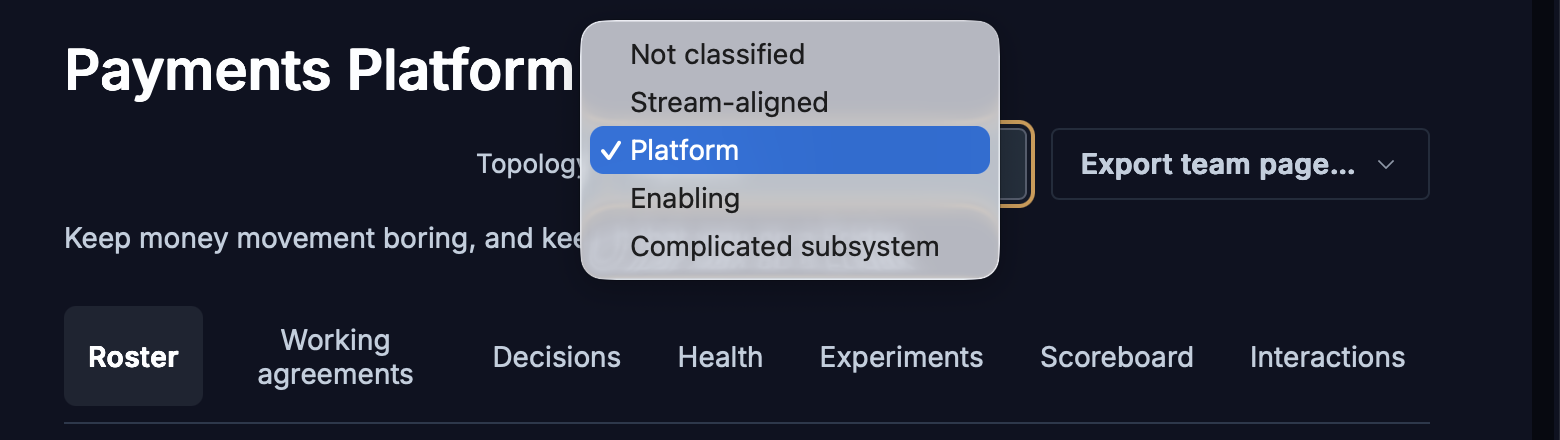 Payments Platform
Not classified
Stream-aligned
✓ Platform
Enabling
Complicated subsystem
Topology
Export team page...
Keep money movement boring, and
Roster
Working
agreements
Decisions
Health
Experiments
Scoreboard
Interactions